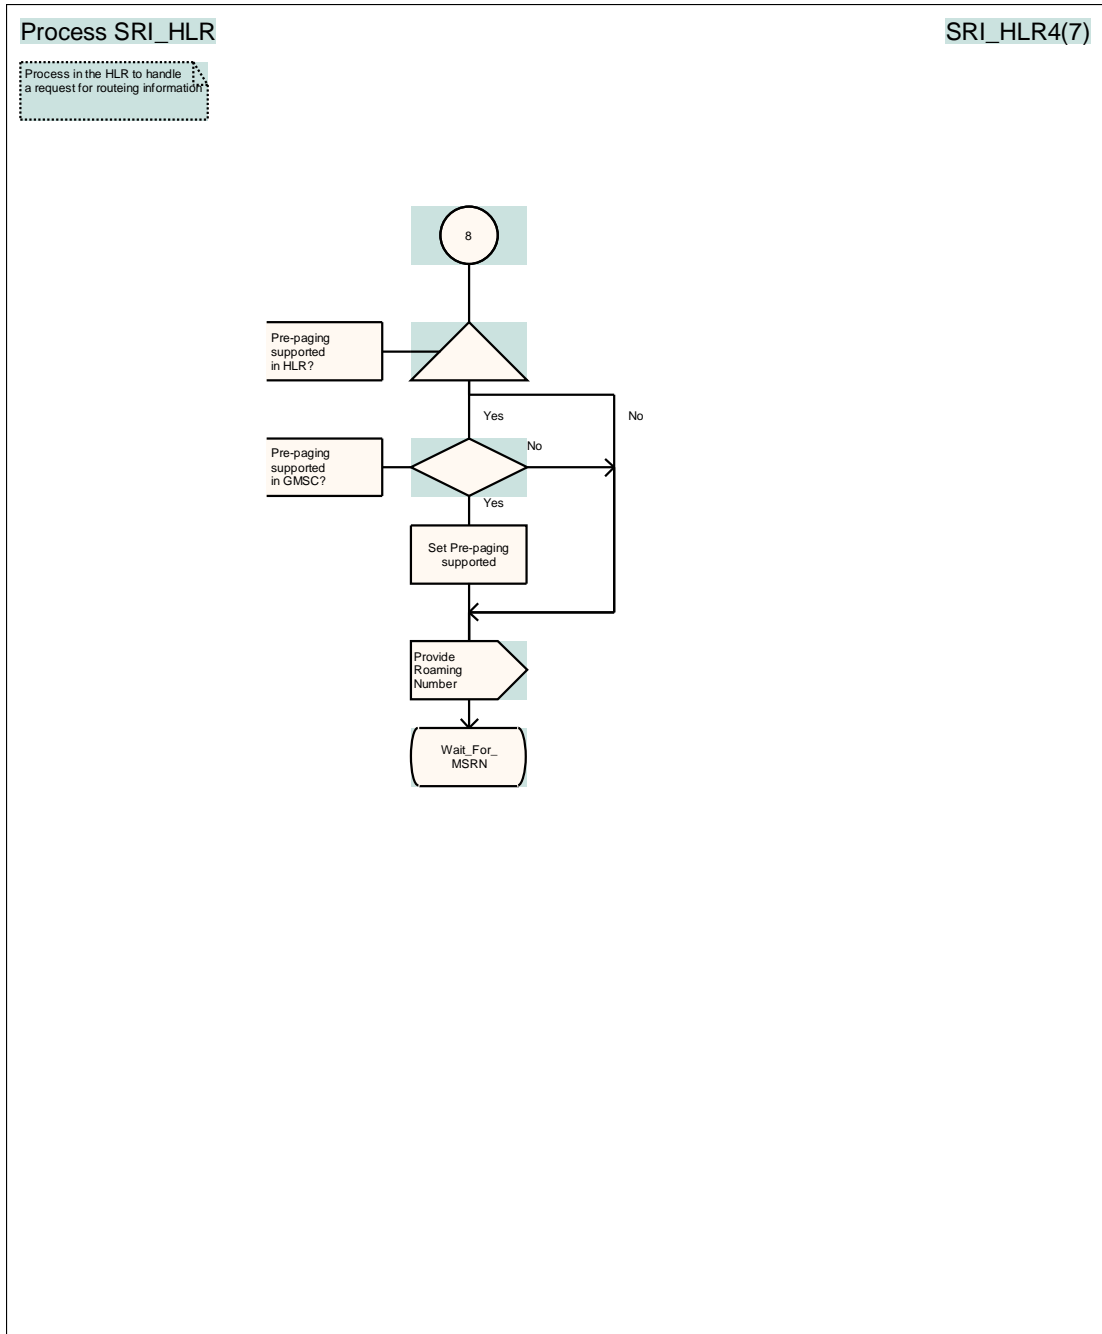 Process SRI_HLR
SRI_HLR4(7)
Process in the HLR to handle
a request for routeing information
8
Pre-paging
supported
in HLR?
Yes
No
Pre-paging
supported
in GMSC?
No
Yes
Set Pre-paging
supported
Provide
Roaming
Number
Wait_For_
MSRN